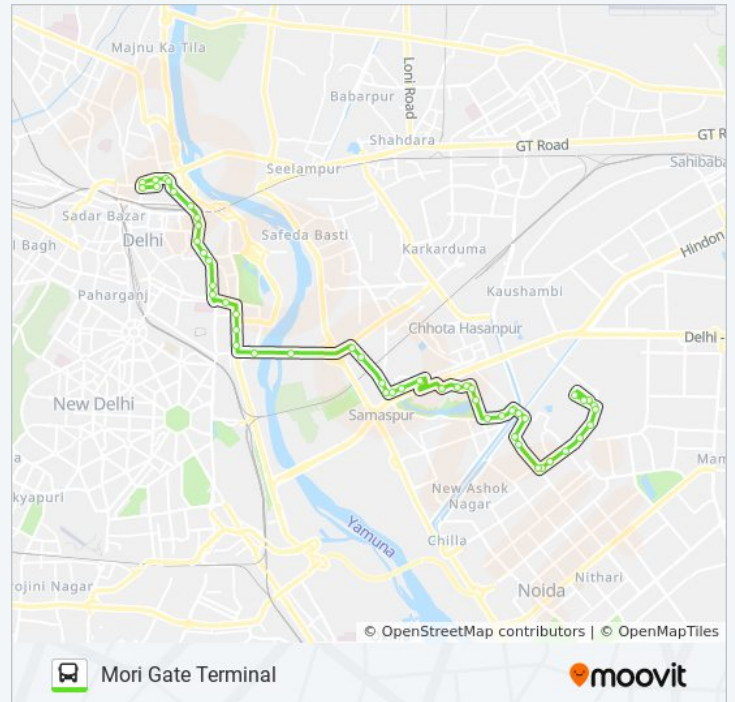 Majnu Ka Tila
Loni Road
Babarpur
Shahdara
GT Road
GT R
Seelampur
Sahibaba
Sadar Bazar
Delhi
l Bagh
Safeda Basti
Karkarduma
Hindon
Paharganj
Kaushambi
Chhota Hasanpur
Delhi -
New Delhi
Samaspur
a
Mam
kyapuri
New Ashok
Nagar
Yamuna
Chilla
ojini Nagar
Nithari
Noida
© OpenStreetMap contributors | © OpenMapTiles
Mori Gate Terminal
moovit